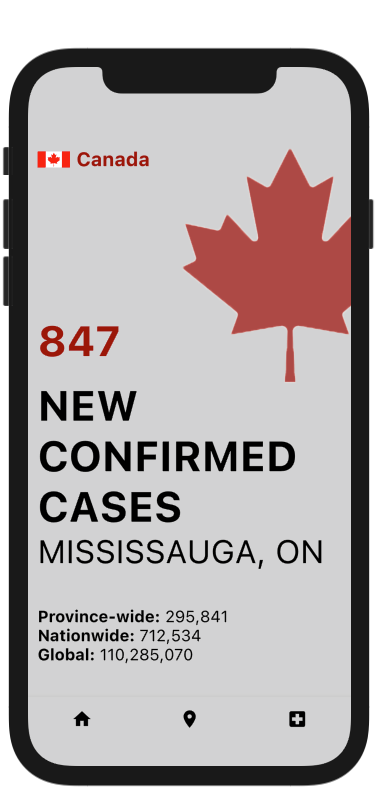 Canada
847
NEW
CONFIRMED
CASES
MISSISSAUGA, ON
Province-wide: 295,841
Nationwide: 712,534
Global: 110,285,070